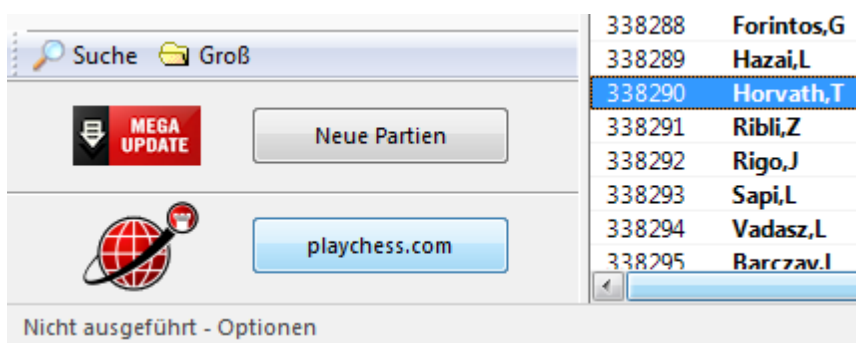 Suche Groß
MEGA
UPDATE
Neue Partien
playchess.com
Nicht ausgeführt - Optionen
338288 Forintos,G
338289 Hazai,L
338290 Horvath,T
338291 Ribli,Z
338292 Rigo,J
338293 Sapi,L
338294 Vadasz,L
338295 Barczay,L